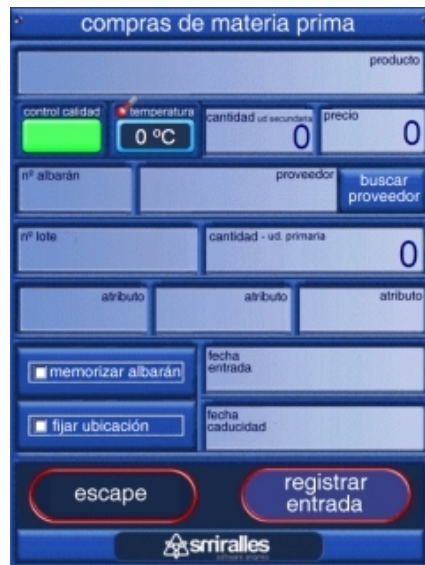 compras de materia prima
producto
control calidad
temperatura
0 ºC
cantidad ud secundaria
0
precio
0
nº albarán
proveedor
buscar
proveedor
nº lote
cantidad - ud. primaria
0
atributo
atributo
atributo
memorizar albarán
fecha
entrada
fijar ubicación
fecha
caducidad
escape
registrar
entrada
smiralles